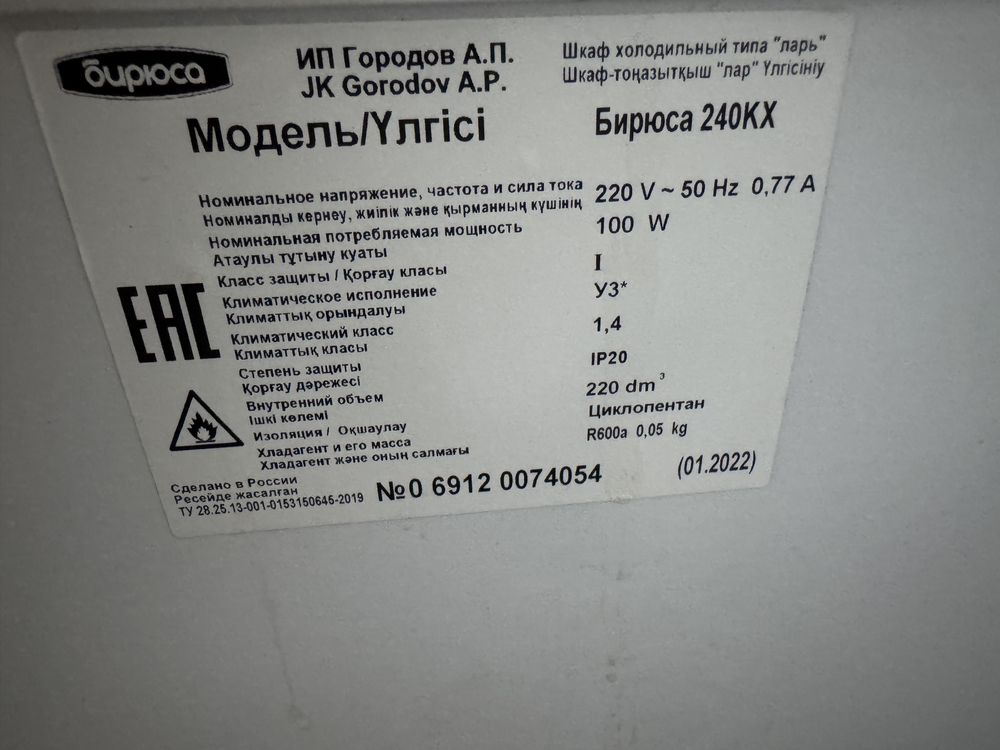 бирюса
ИП Городов А.П.
JK Gorodov A.P.
Шкаф холодильный типа "ларь"
Шкаф-тоңазытқыш "лар" Үлгісініу
Модель/Үлгісі Бирюса 240КХ
Номинальное напряжение, частота и сила тока 220 V ~ 50 Hz 0,77 A
Номиналды кернеу, жиіпік және қырманның күшінің
Номинальная потребляемая мощность 100 W
Атаулы тұтыну куаты
Класс защиты / Қорғау класы I
Климатическое исполнение У3*
Климаттық орындалуы
Климатический класс 1,4
Климаттық класы
Степень защиты IP20
Қорғау дәрежесі
Внутренний объем 220 dm³
Ішкі көлемі
Изоляция / Оқшаулау Циклопентан
Хладагент и его масса R600a 0,05 kg
Хладагент және оның салмағы
EAC
Сделано в России
Ресейде жасалған
ТУ 28.25.13-001-0153150645-2019
№0 6912 0074054
(01.2022)